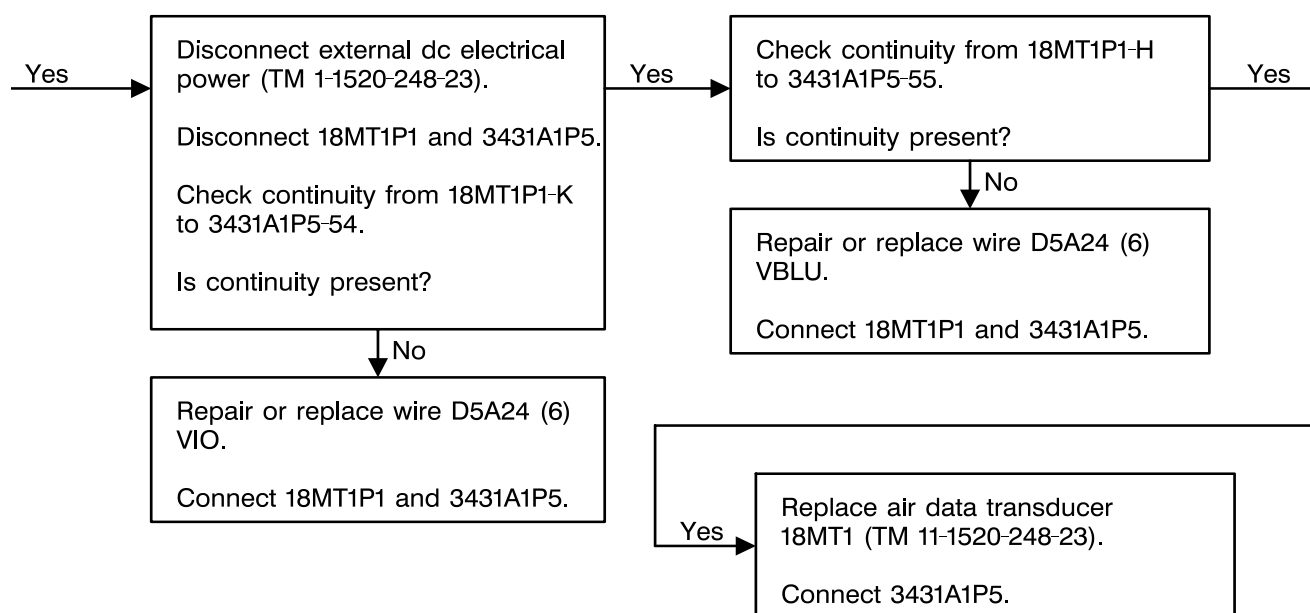 Yes
Disconnect external dc electrical
power (TM 1-1520-248-23).
Disconnect 18MT1P1 and 3431A1P5.
Check continuity from 18MT1P1-K
to 3431A1P5-54.
Is continuity present?
No
Repair or replace wire D5A24 (6)
VIO.
Connect 18MT1P1 and 3431A1P5.
Yes
Check continuity from 18MT1P1-H
to 3431A1P5-55.
Is continuity present?
Yes
No
Repair or replace wire D5A24 (6)
VBLU.
Connect 18MT1P1 and 3431A1P5.
Yes
Replace air data transducer
18MT1 (TM 11-1520-248-23).
Connect 3431A1P5.